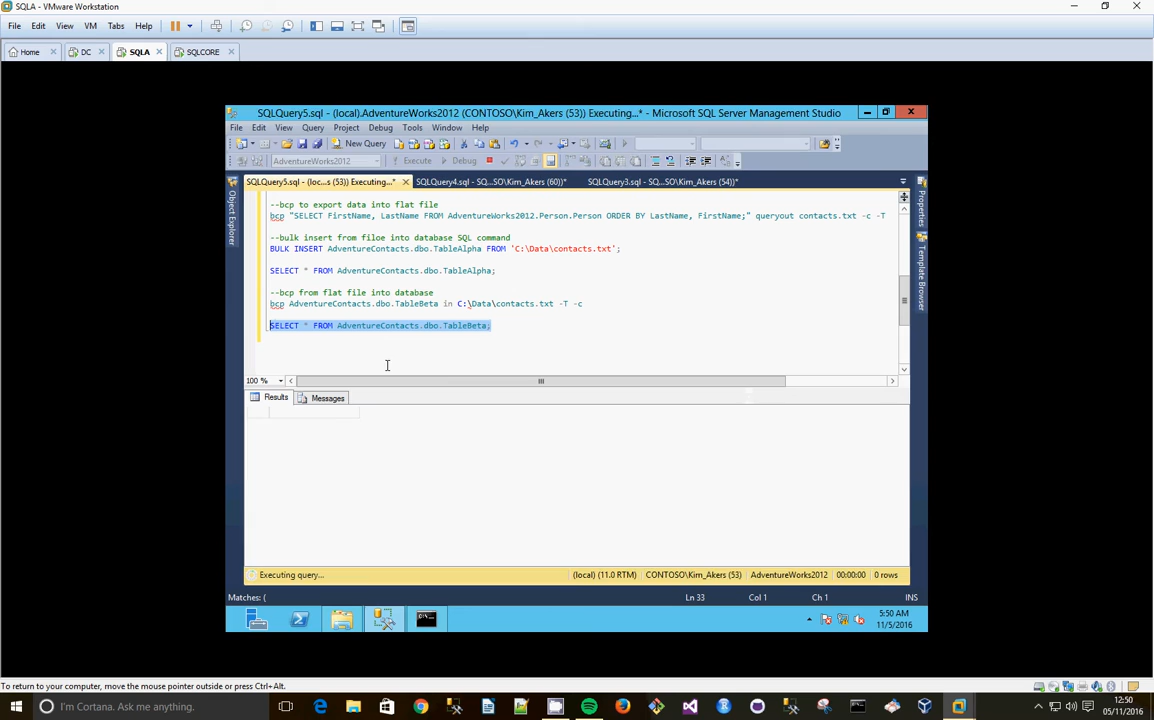 SQLA - VMware Workstation
File Edit View VM Tabs Help
Home DC SQLA SQLCORE
SQLQuery5.sql - (local).AdventureWorks2012 (CONTOSO\Kim_Akers (53)) Executing...* - Microsoft SQL Server Management Studio
File Edit View Query Project Debug Tools Window Help
New Query
AdventureWorks2012 Execute Debug
SQLQuery5.sql - (loc...s (53)) Executing...* SQLQuery4.sql - SQ...SO\Kim_Akers (60))* SQLQuery3.sql - SQ...SO\Kim_Akers (54))*
Object Explorer
Properties
Template Browser
--bcp to export data into flat file
bcp "SELECT FirstName, LastName FROM AdventureWorks2012.Person.Person ORDER BY LastName, FirstName;" queryout contacts.txt -c -T
--bulk insert from filoe into database SQL command
BULK INSERT AdventureContacts.dbo.TableAlpha FROM 'C:\Data\contacts.txt';
SELECT * FROM AdventureContacts.dbo.TableAlpha;
--bcp from flat file into database
bcp AdventureContacts.dbo.TableBeta in C:\Data\contacts.txt -T -c
SELECT * FROM AdventureContacts.dbo.TableBeta;
100 %
Results Messages
Executing query... (local) (11.0 RTM) CONTOSO\Kim_Akers (53) AdventureWorks2012 00:00:00 0 rows
Matches: ( Ln 33 Col 1 Ch 1 INS
5:50 AM
11/5/2016
To return to your computer, move the mouse pointer outside or press Ctrl+Alt.
I'm Cortana. Ask me anything.
12:50
05/11/2016